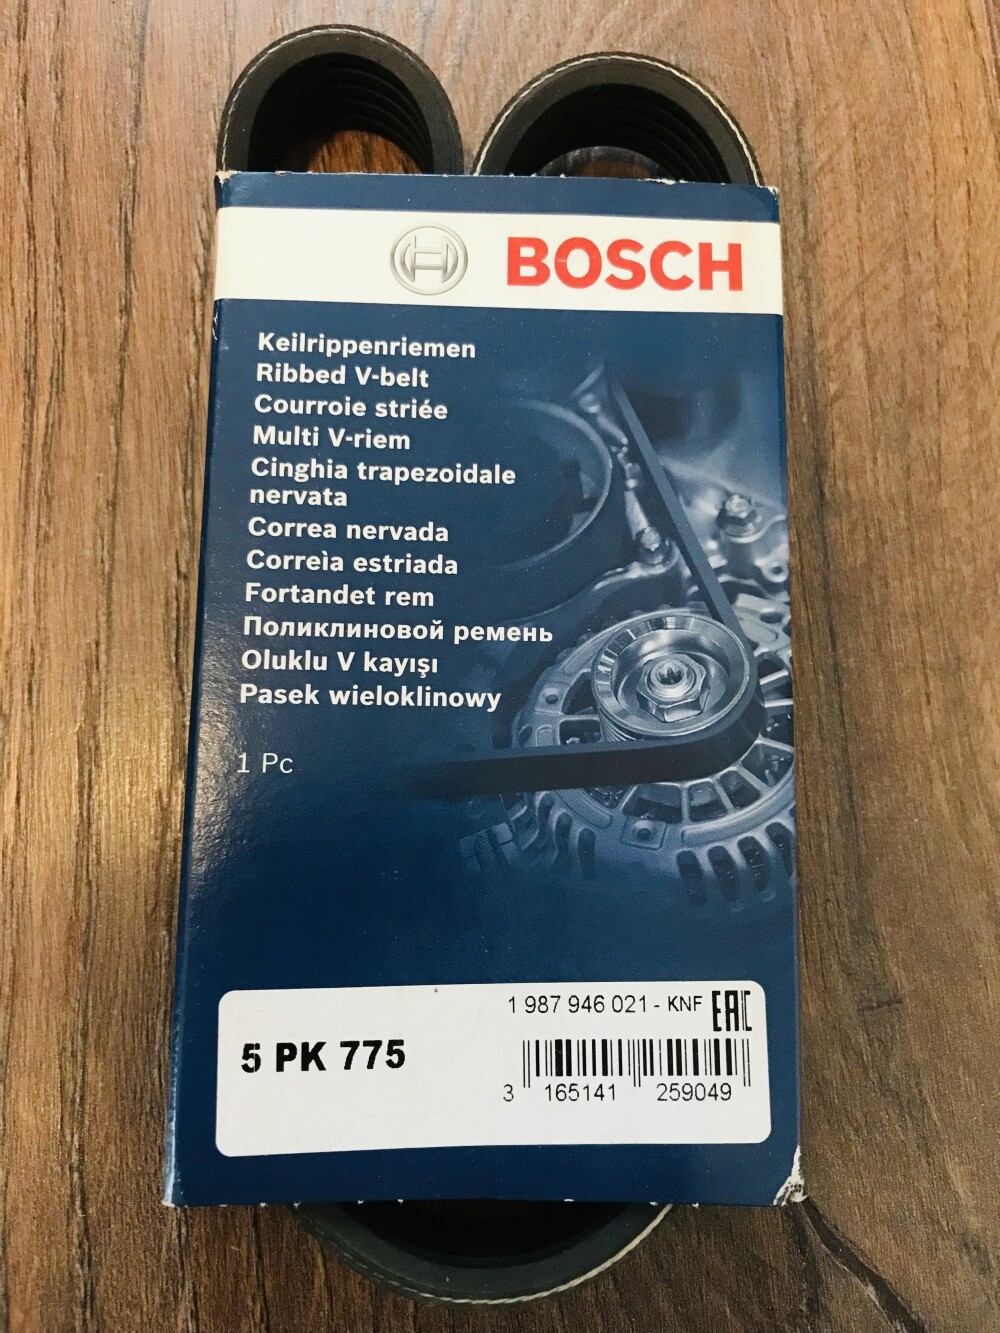 BOSCH
Keilrippenriemen
Ribbed V-belt
Courroie striée
Multi V-riem
Cinghia trapezoidale
nervata
Correa nervada
Correìa estriada
Fortandet rem
Поликлиновой ремень
Oluklu V kayışı
Pasek wieloklinowy
1 Pc
1 987 946 021 - KNF EAC
5 PK 775
3 165141 259049